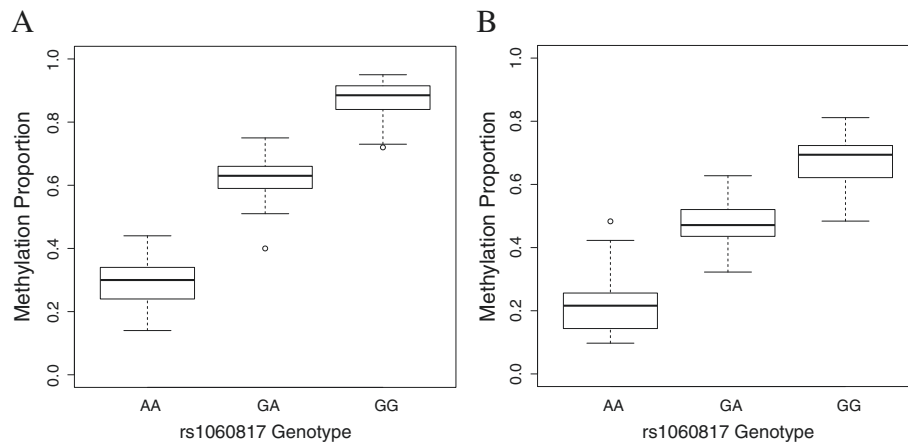 A
Methylation Proportion
1.0
0.8
0.6
0.4
0.2
0.0
AA GA GG
rs1060817 Genotype
B
Methylation Proportion
1.0
0.8
0.6
0.4
0.2
0.0
AA GA GG
rs1060817 Genotype